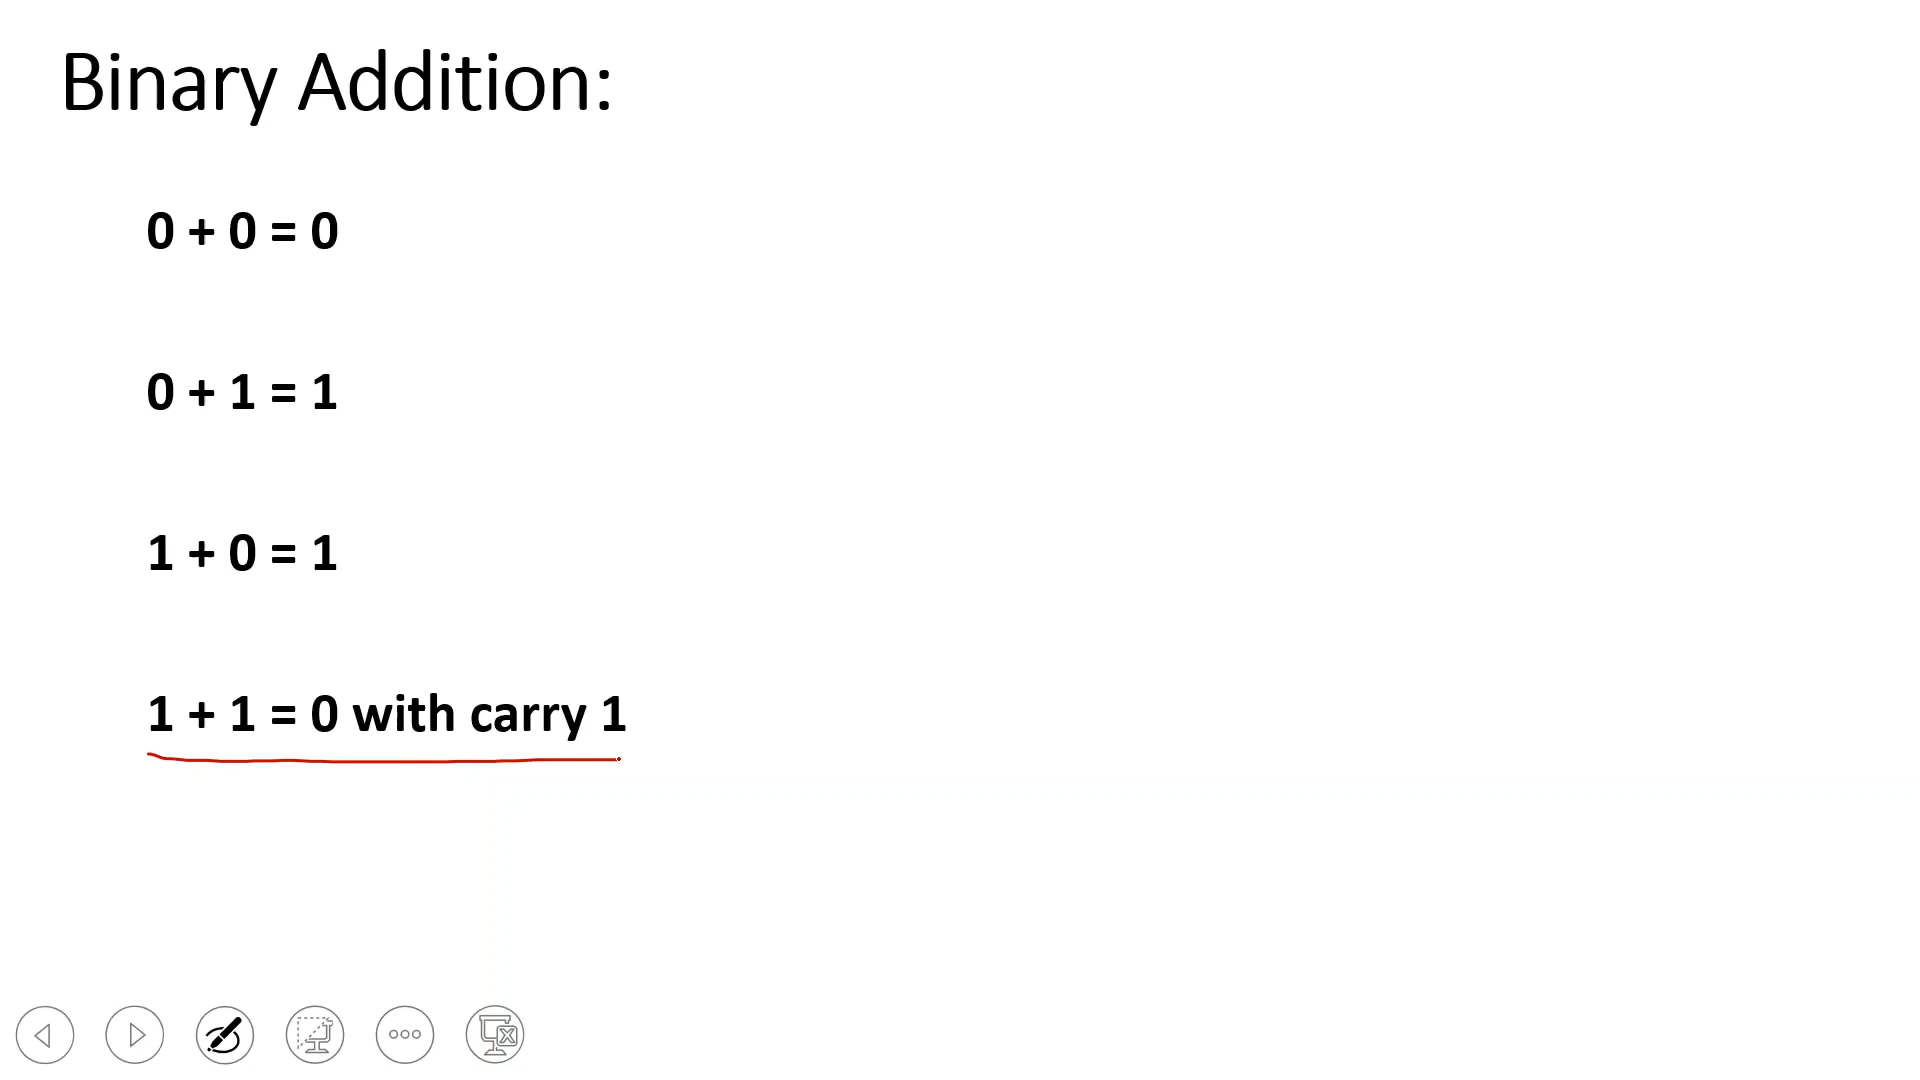 Binary Addition:
0 + 0 = 0
0 + 1 = 1
1 + 0 = 1
1 + 1 = 0 with carry 1